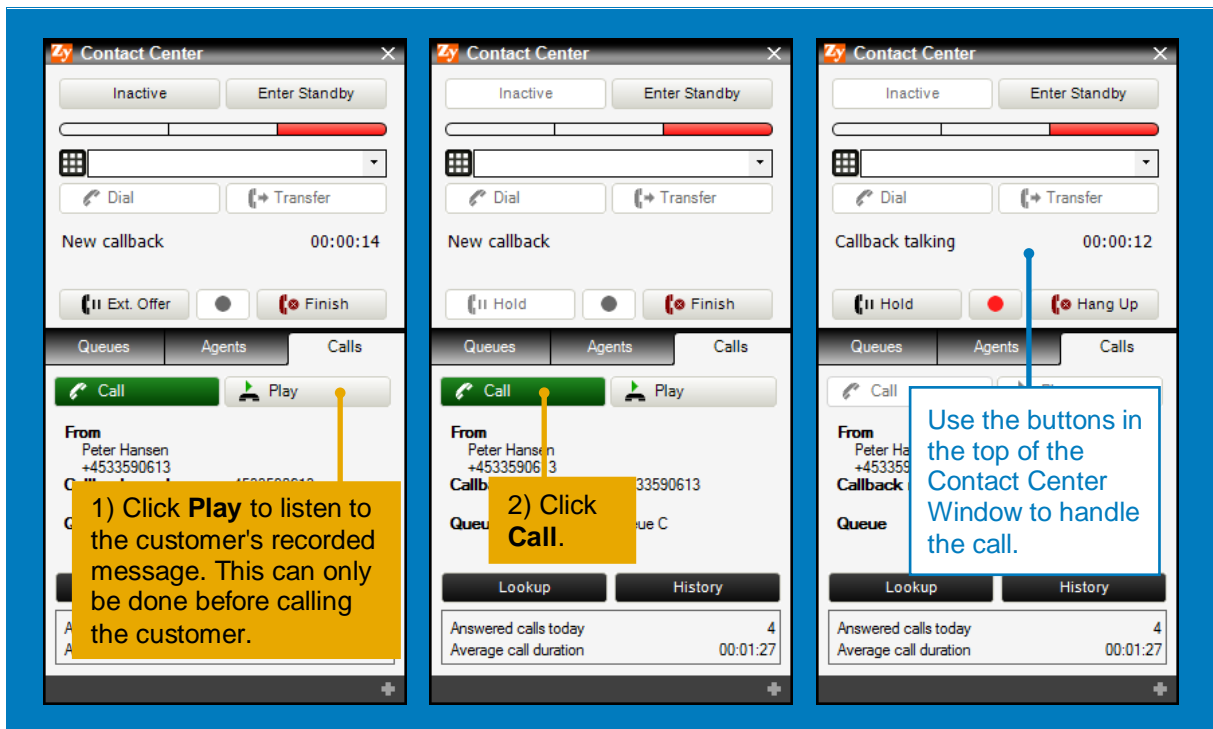 Zy Contact Center
Inactive Enter Standby
Dial Transfer
New callback 00:00:14
Ext. Offer Finish
Queues Agents Calls
Call Play
From
Peter Hansen
+4533590613
1) Click Play to listen to
the customer's recorded
message. This can only
be done before calling
the customer.
Zy Contact Center
Inactive Enter Standby
Dial Transfer
New callback
Hold Finish
Queues Agents Calls
Call Play
From
Peter Hansen
33590613
2) Click
Call.
Lookup History
Answered calls today 4
Average call duration 00:01:27
Zy Contact Center
Inactive Enter Standby
Dial Transfer
Callback talking 00:00:12
Hold Hang Up
Queues Agents Calls
Call
From
Peter
Callback
Queue
Use the buttons in
the top of the
Contact Center
Window to handle
the call.
Lookup History
Answered calls today 4
Average call duration 00:01:27